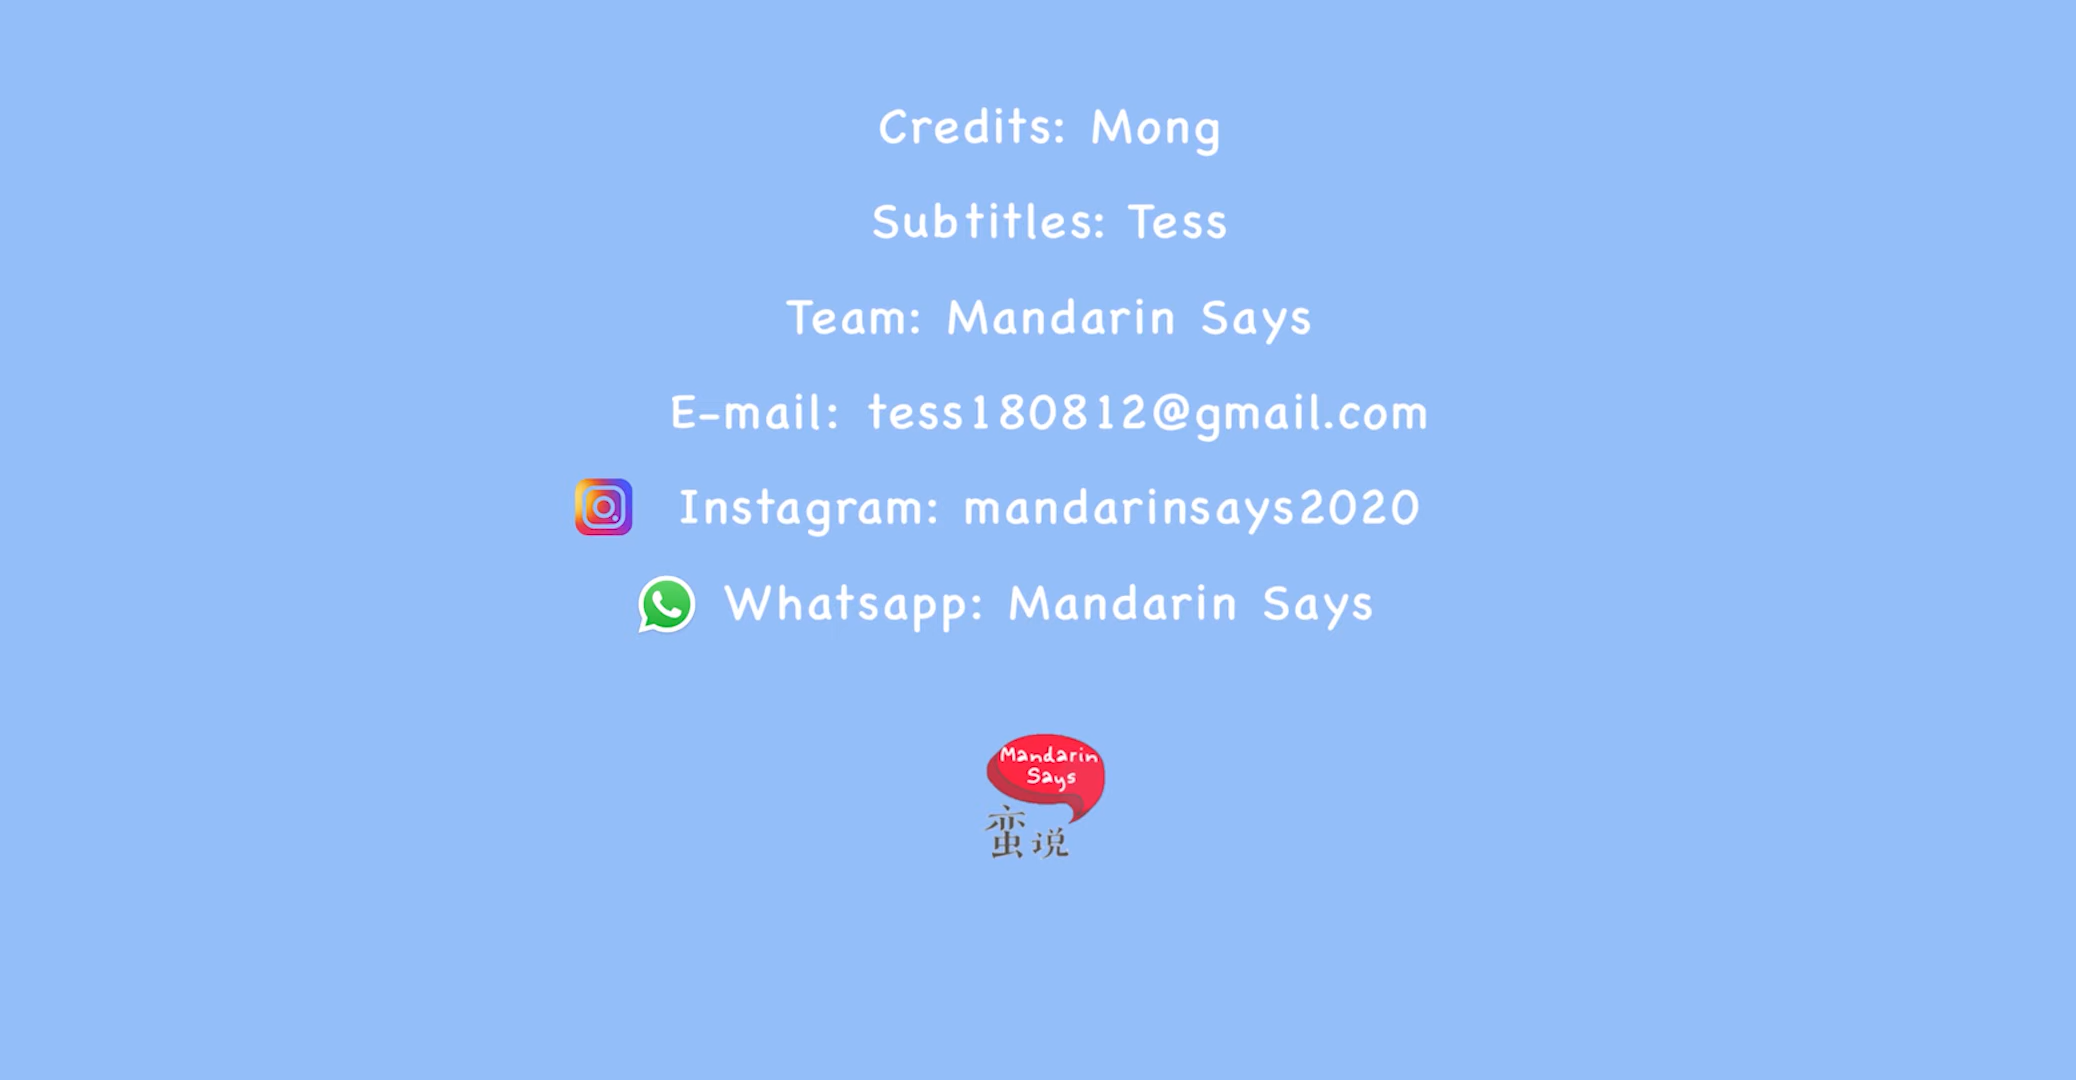 Credits: Mong
Subtitles: Tess
Team: Mandarin Says
E-mail: tess180812@gmail.com
Instagram: mandarinsays2020
Whatsapp: Mandarin Says
Mandarin
Says
蛮说